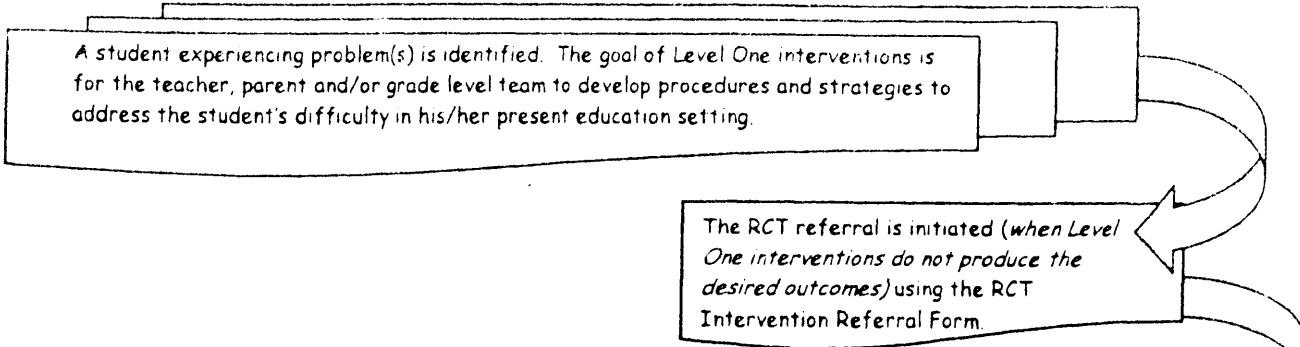 A student experiencing problem(s) is identified. The goal of Level One interventions is
for the teacher, parent and/or grade level team to develop procedures and strategies to
address the student's difficulty in his/her present education setting.
The RCT referral is initiated (when Level
One interventions do not produce the
desired outcomes) using the RCT
Intervention Referral Form.